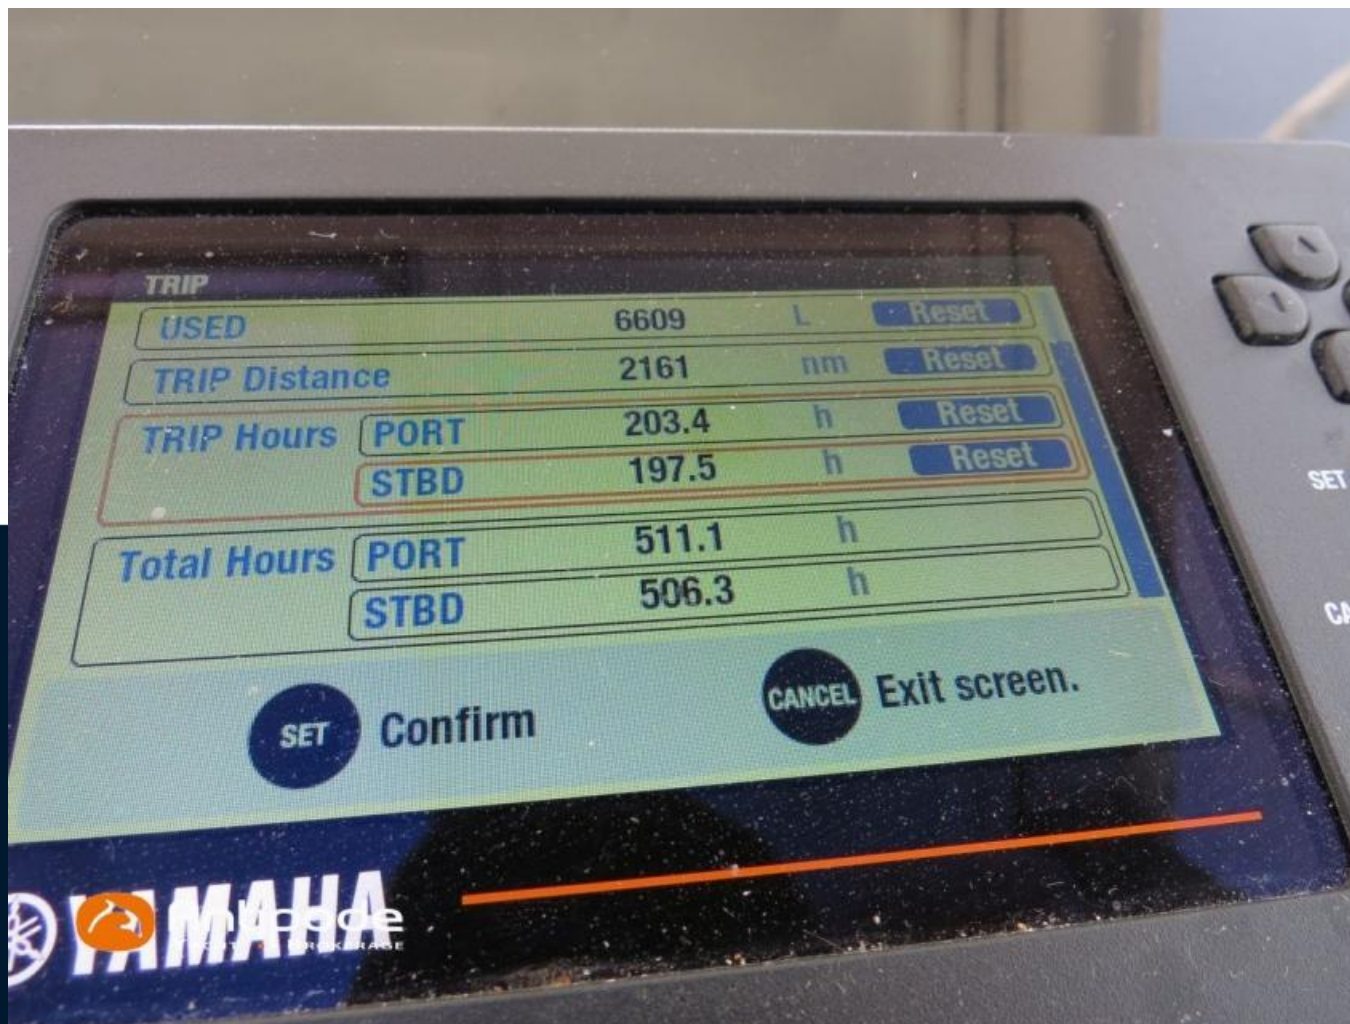 TRIP
USED 6609 L Reset
TRIP Distance 2161 nm Reset
TRIP Hours PORT 203.4 h Reset
STBD 197.5 h Reset
Total Hours PORT 511.1 h
STBD 506.3 h
SET Confirm CANCEL Exit screen.
SET
YAMAHA
BROKERAGE